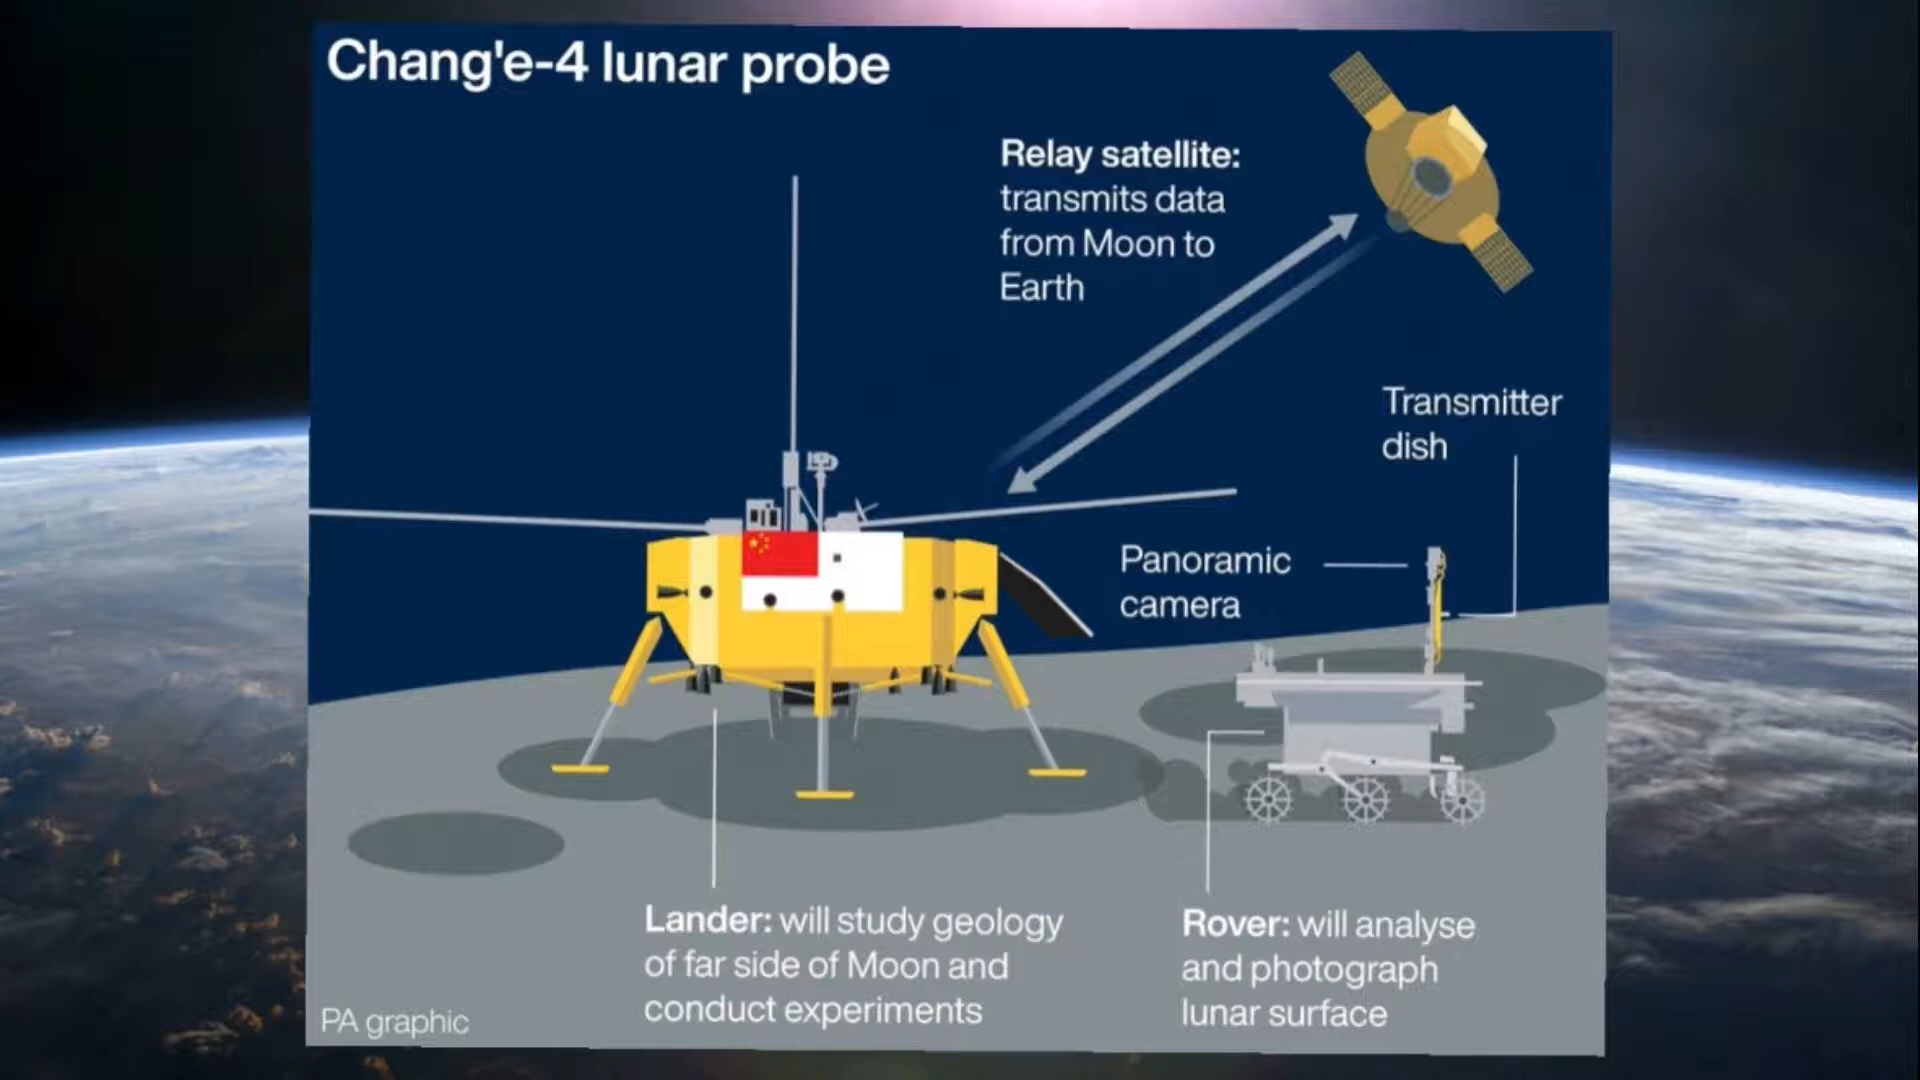 Chang'e-4 lunar probe
Relay satellite:
transmits data
from Moon to
Earth
Transmitter
dish
Panoramic
camera
Lander: will study geology
of far side of Moon and
conduct experiments
Rover: will analyse
and photograph
lunar surface
PA graphic